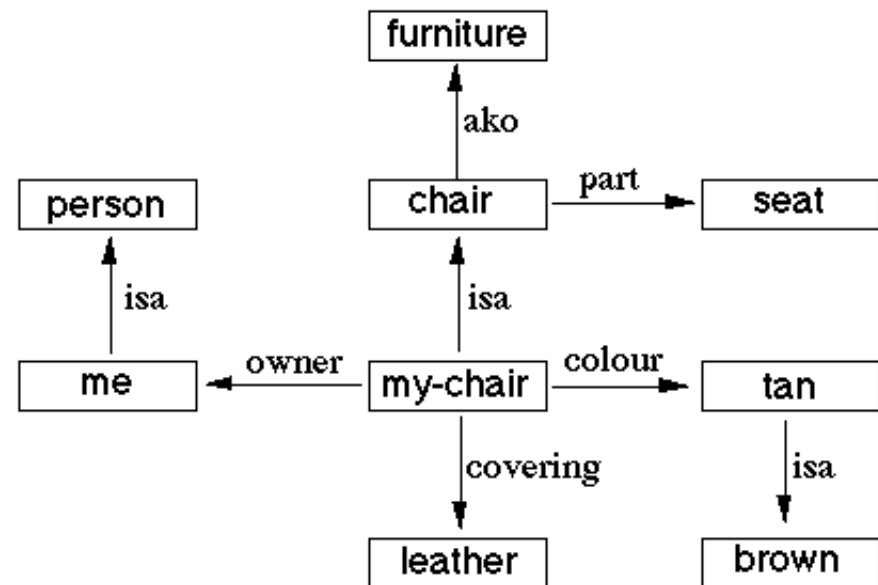 furniture
ako
person
chair
part
seat
isa
isa
me
owner
my-chair
colour
tan
covering
isa
leather
brown